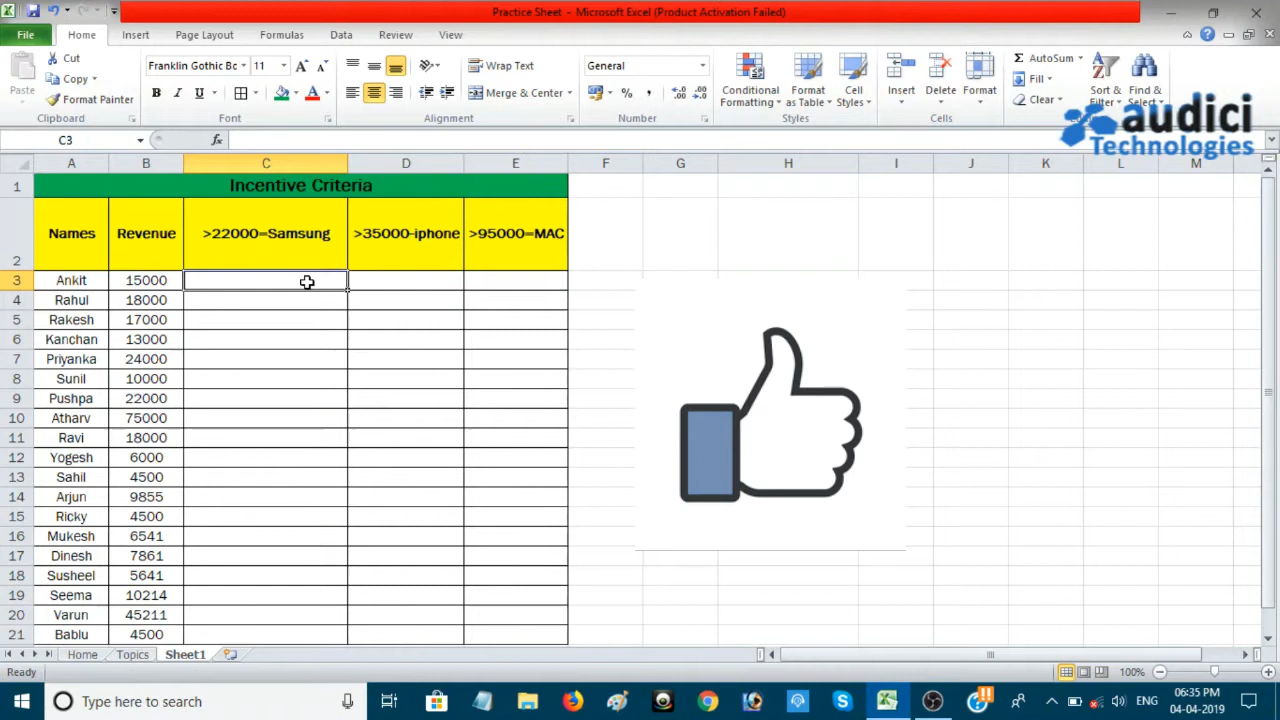 Practice Sheet - Microsoft Excel (Product Activation Failed)
File Home Insert Page Layout Formulas Data Review View
Paste
Cut
Copy
Format Painter
Clipboard
Franklin Gothic Bc 11
B I U
Font
Wrap Text
Merge & Center
Alignment
General
%
Number
Conditional Formatting
Format as Table
Cell Styles
Styles
Insert
Delete
Format
Cells
AutoSum
Fill
Clear
Sort & Filter
Find & Select
audici
Technologies
C3 fx
A B C D E F G H I J K L M
1 Incentive Criteria
2 Names Revenue >22000=Samsung >35000-iphone >95000=MAC
3 Ankit 15000
4 Rahul 18000
5 Rakesh 17000
6 Kanchan 13000
7 Priyanka 24000
8 Sunil 10000
9 Pushpa 22000
10 Atharv 75000
11 Ravi 18000
12 Yogesh 6000
13 Sahil 4500
14 Arjun 9855
15 Ricky 4500
16 Mukesh 6541
17 Dinesh 7861
18 Susheel 5641
19 Seema 10214
20 Varun 45211
21 Bablu 4500
Home Topics Sheet1
Ready 100%
Type here to search
ENG
06:35 PM
04-04-2019